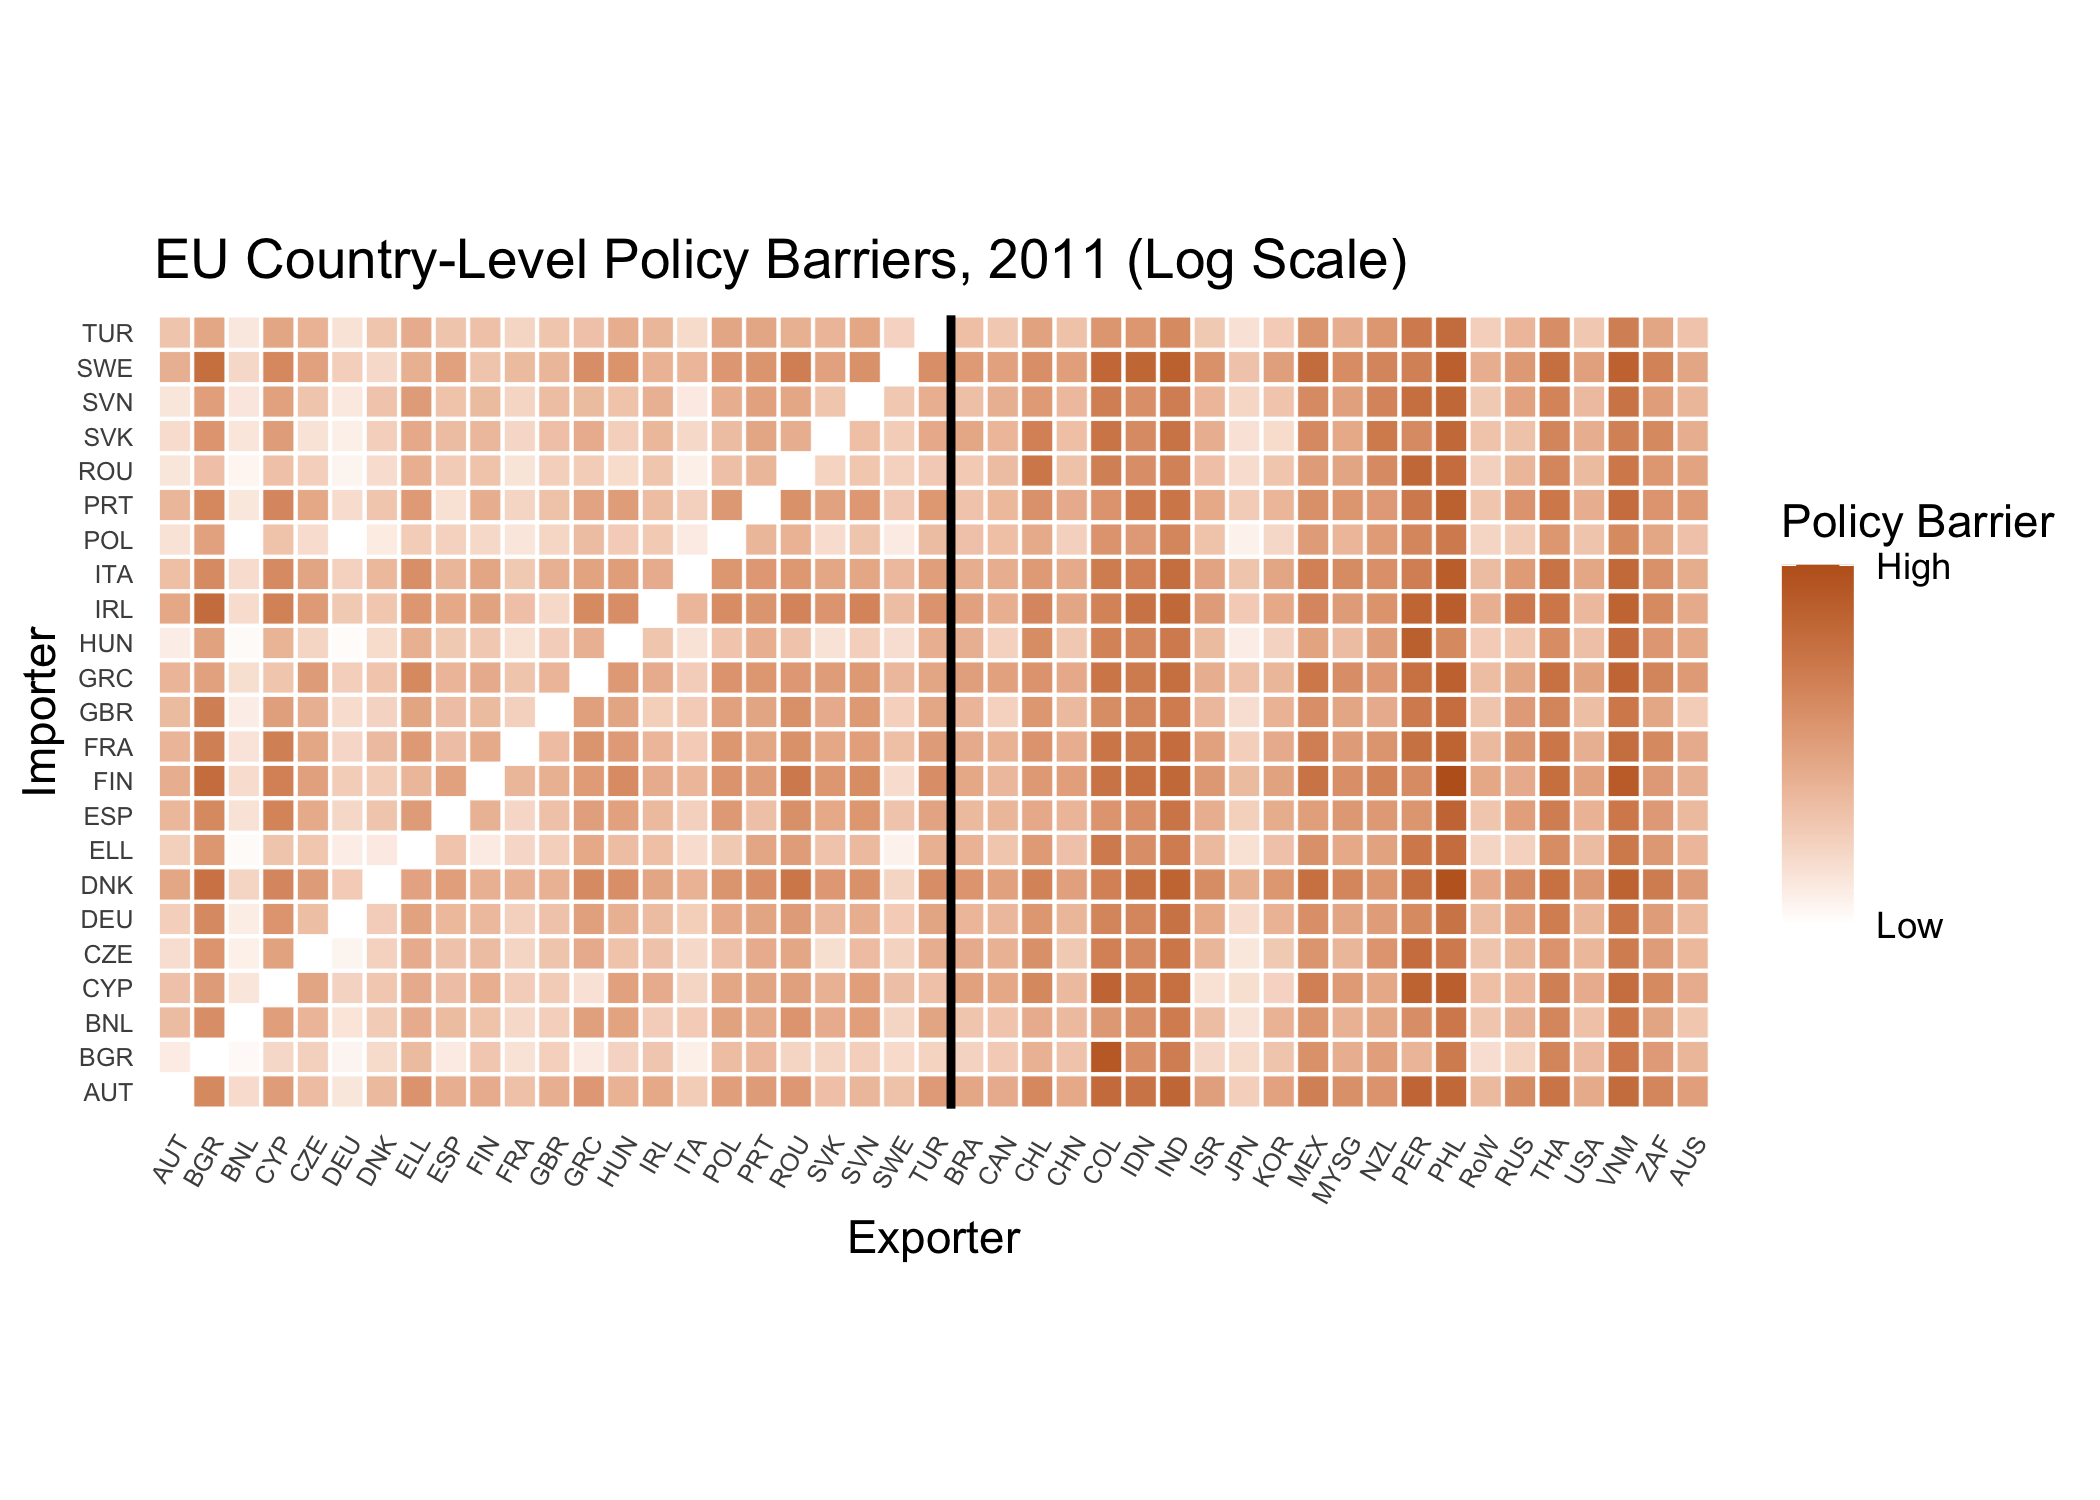 EU Country-Level Policy Barriers, 2011 (Log Scale)
TUR
SWE
SVN
SVK
ROU
PRT
POL
ITA
IRL
HUN
GRC
GBR
FRA
FIN
ESP
ELL
DNK
DEU
CZE
CYP
BNL
BGR
AUT
Importer
AUT BGR BNL CYP CZE DEU DNK ELL ESP FIN FRA GBR GRC HUN IRL ITA POL PRT ROU SVK SVN SWE TUR BRA CAN CHL CHN COL IDN IND ISR JPN KOR MEX MYSG NZL PER PHL RoW RUS THA USA VNM ZAF AUS
Exporter
Policy Barrier
High
Low